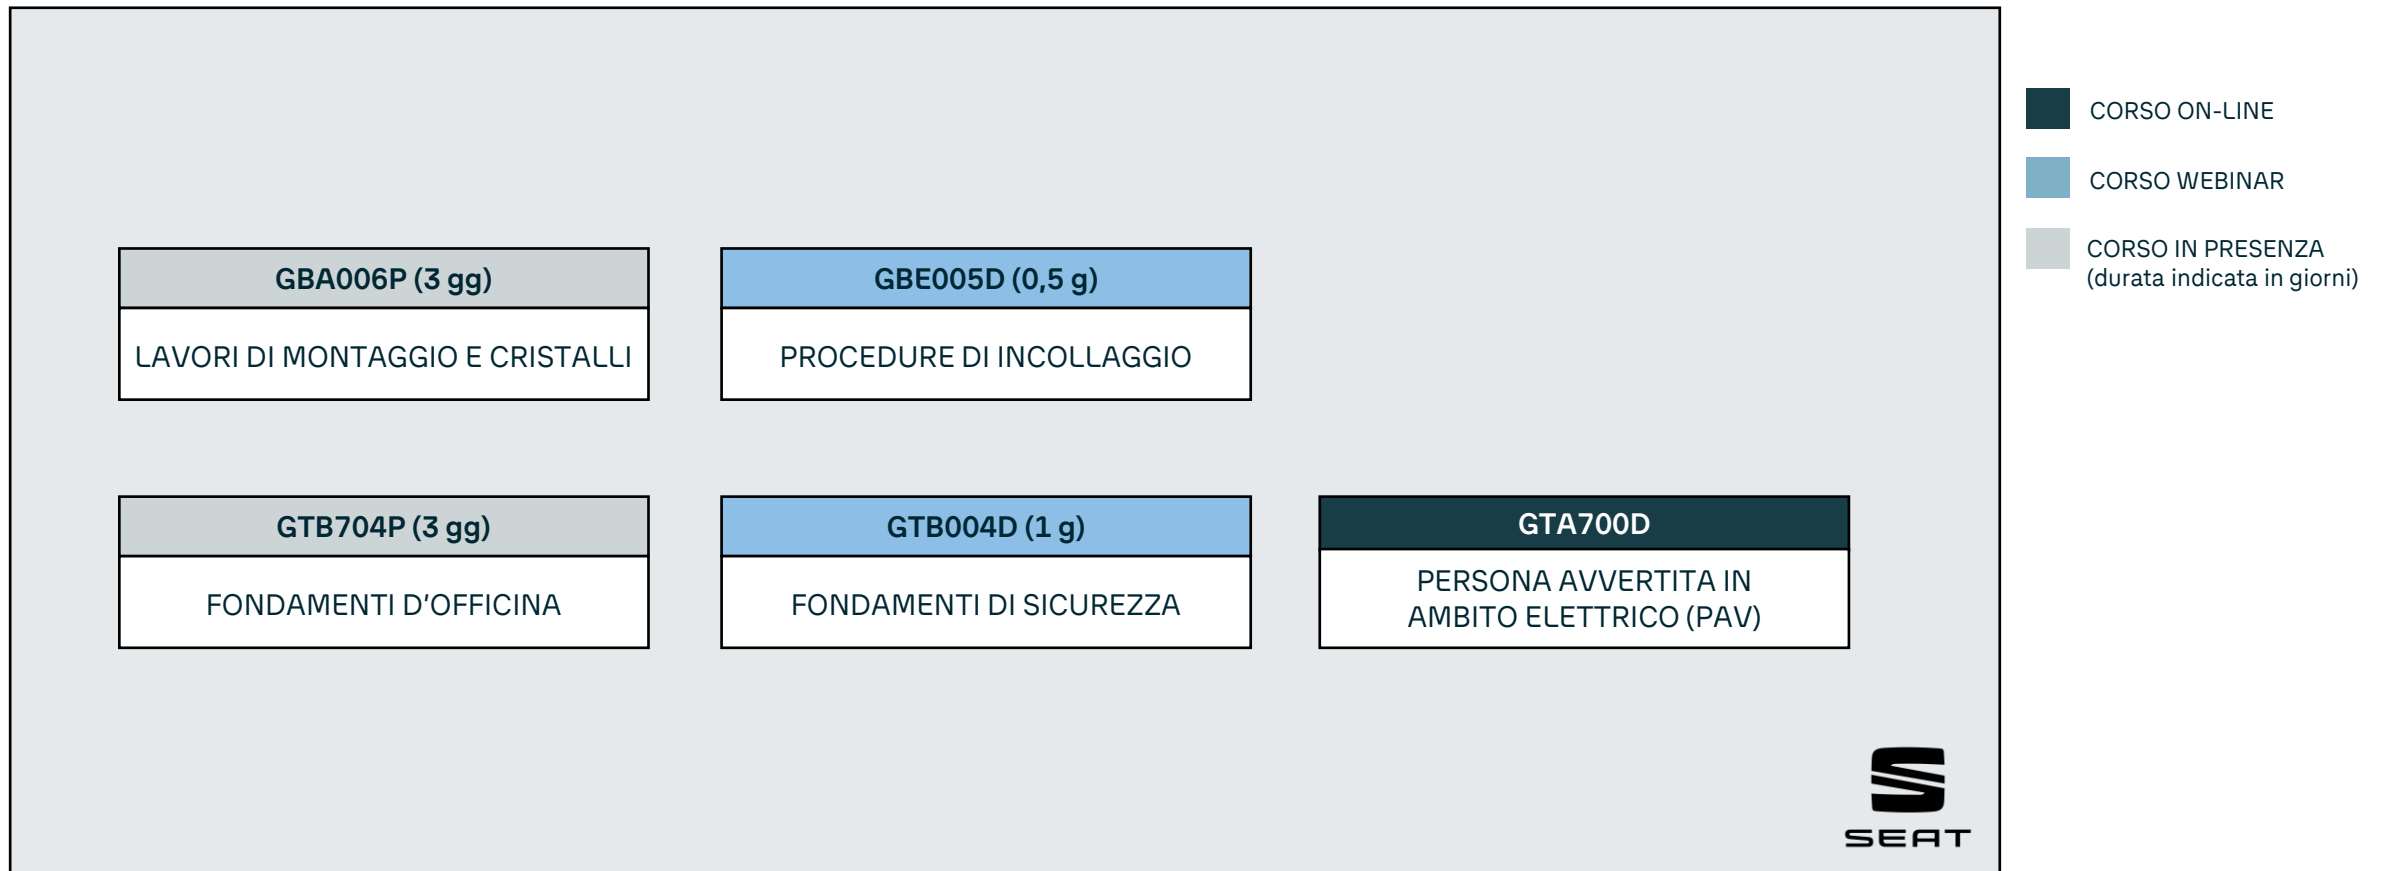 CORSO ON-LINE
CORSO WEBINAR
CORSO IN PRESENZA
(durata indicata in giorni)
GBA006P (3 gg)
LAVORI DI MONTAGGIO E CRISTALLI
GBE005D (0,5 g)
PROCEDURE DI INCOLLAGGIO
GTB704P (3 gg)
FONDAMENTI D’OFFICINA
GTB004D (1 g)
FONDAMENTI DI SICUREZZA
GTA700D
PERSONA AVVERTITA IN
AMBITO ELETTRICO (PAV)
SEAT